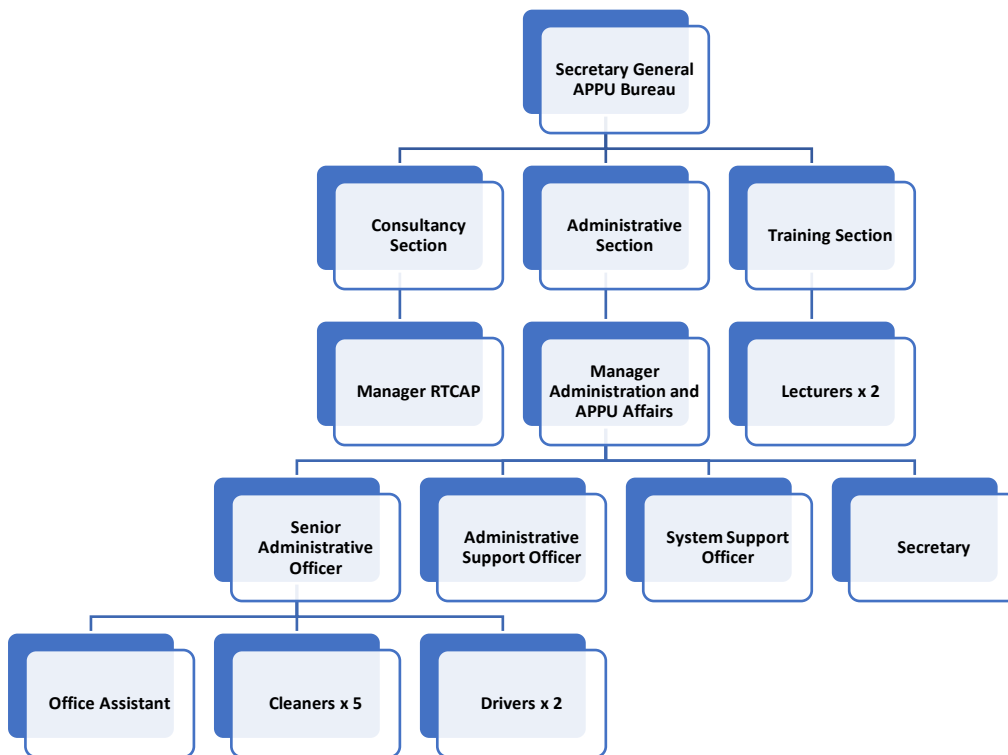 Secretary General
APPU Bureau
Consultancy
Section
Administrative
Section
Training Section
Manager RTCAP
Manager
Administration and
APPU Affairs
Lecturers x 2
Senior
Administrative
Officer
Administrative
Support Officer
System Support
Officer
Secretary
Office Assistant
Cleaners x 5
Drivers x 2